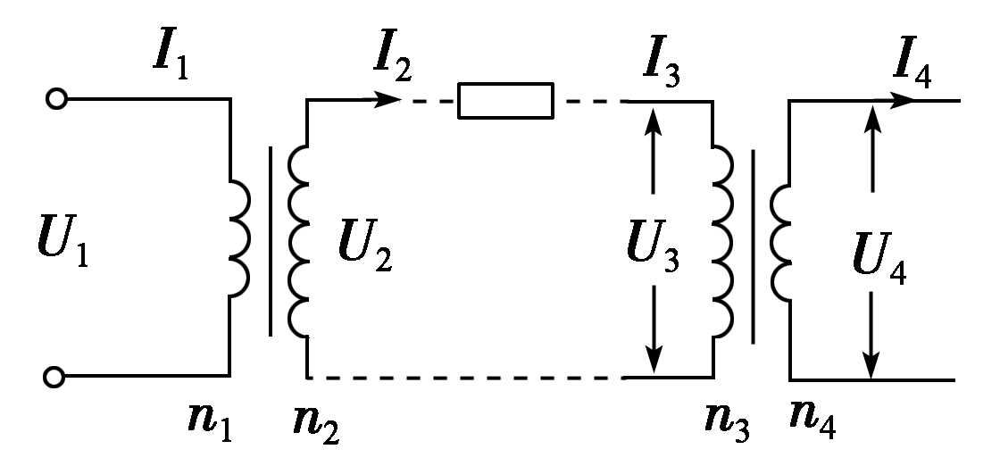 I₁ I₂ I₃ I₄
U₁ U₂ U₃ U₄
n₁ n₂ n₃ n₄